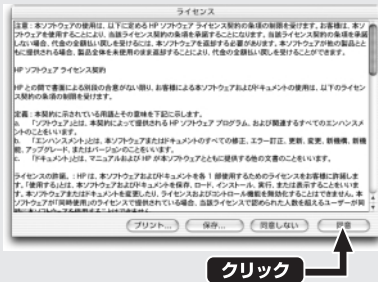 ライセンス
注意：本ソフトウェアの使用は、以下に定める HP ソフトウェア ライセンス契約の条項の制限を受けます。お客様は、本ソ
フトウェアを使用することにより、当該ライセンス契約の条項を承諾することになります。当該ライセンス契約の条項を承諾
しない場合、代金の全額払い戻しを受けるには、本ソフトウェアを返却する必要があります。本ソフトウェアが他の製品とと
もに提供される場合、製品全体を未使用のまま返却することにより、代金の全額払い戻しを受けることができます。
HP ソフトウェア ライセンス契約
HP との間で書面による別段の合意がない限り、お客様による本ソフトウェアおよびドキュメントの使用は、以下のライセン
ス契約の条項の制限を受けます。
定義：本契約に示されている用語とその意味を下記に示します。
a. 「ソフトウェア」とは、本契約によって提供される HP ソフトウェア プログラム、および関連するすべてのエンハンスメ
ントのことをいいます。
b. 「エンハンスメント」とは、本ソフトウェアまたはドキュメントのすべての修正、エラー訂正、更新、変更、新機構、新機
能、アップグレード、またはバージョンのことをいいます。
c. 「ドキュメント」とは、マニュアルおよび HP が本ソフトウェアとともに提供する他の文書のことをいいます。
ライセンスの許諾。：HP は、本ソフトウェアおよびドキュメントを各 1 部使用するためのライセンスをお客様に許諾しま
す。「使用する」とは、本ソフトウェアおよびドキュメントを保存、ロード、インストール、実行、または表示することをいいま
す。本ソフトウェアまたはドキュメントを変更したり、ライセンスおよびコントロール機能を無効化することはできません。本
ソフトウェアが「同時使用」のライセンスで提供されている場合、当該ライセンスで認められた人数を超えるユーザーが同
プリント... 保存... 同意しない 同意
クリック